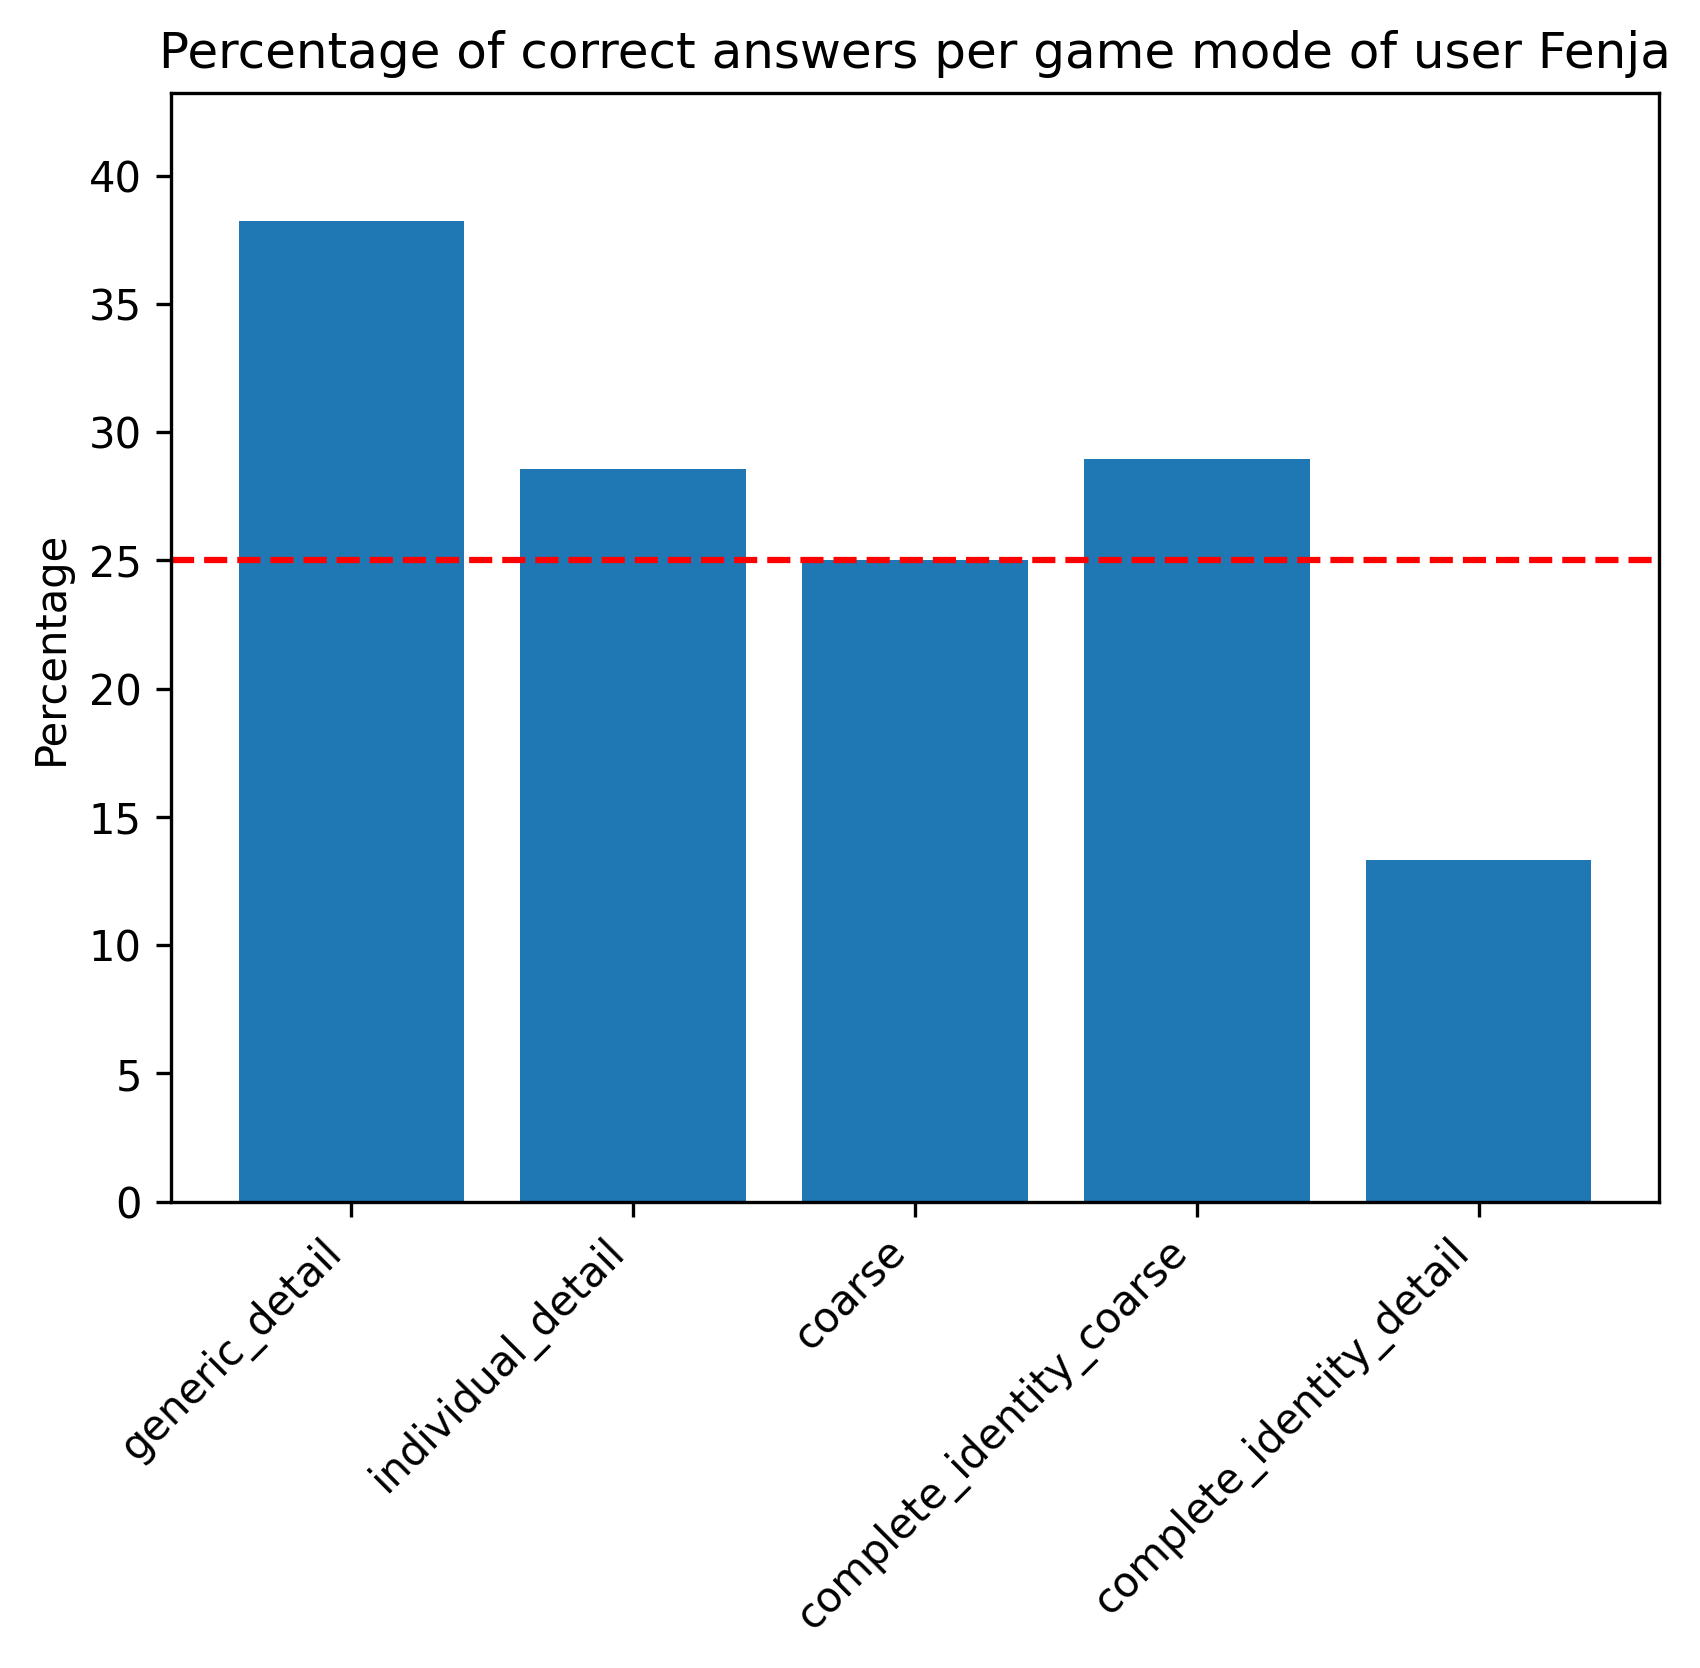 Percentage of correct answers per game mode of user Fenja
Percentage
40
35
30
25
20
15
10
5
0
generic_detail
individual_detail
coarse
complete_identity_coarse
complete_identity_detail